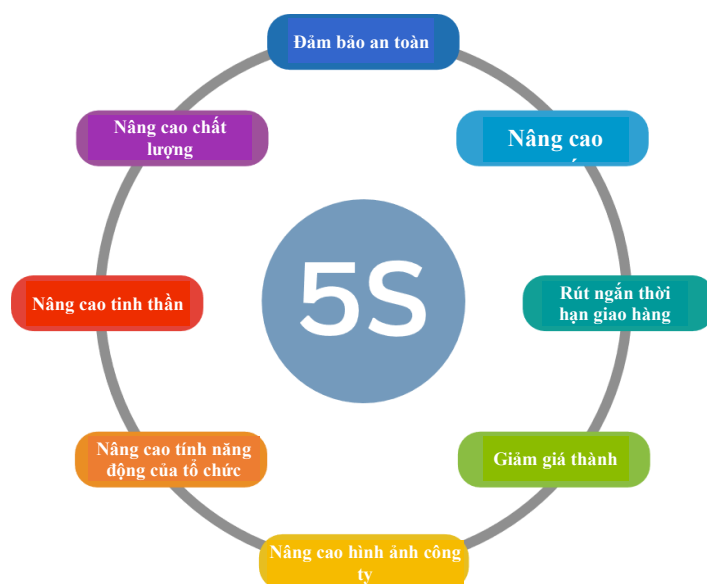 Đảm bảo an toàn
Nâng cao chất
lượng
Nâng cao
5S
Nâng cao tinh thần
Rút ngắn thời
hạn giao hàng
Nâng cao tính năng
động của tổ chức
Giảm giá thành
Nâng cao hình ảnh công
ty